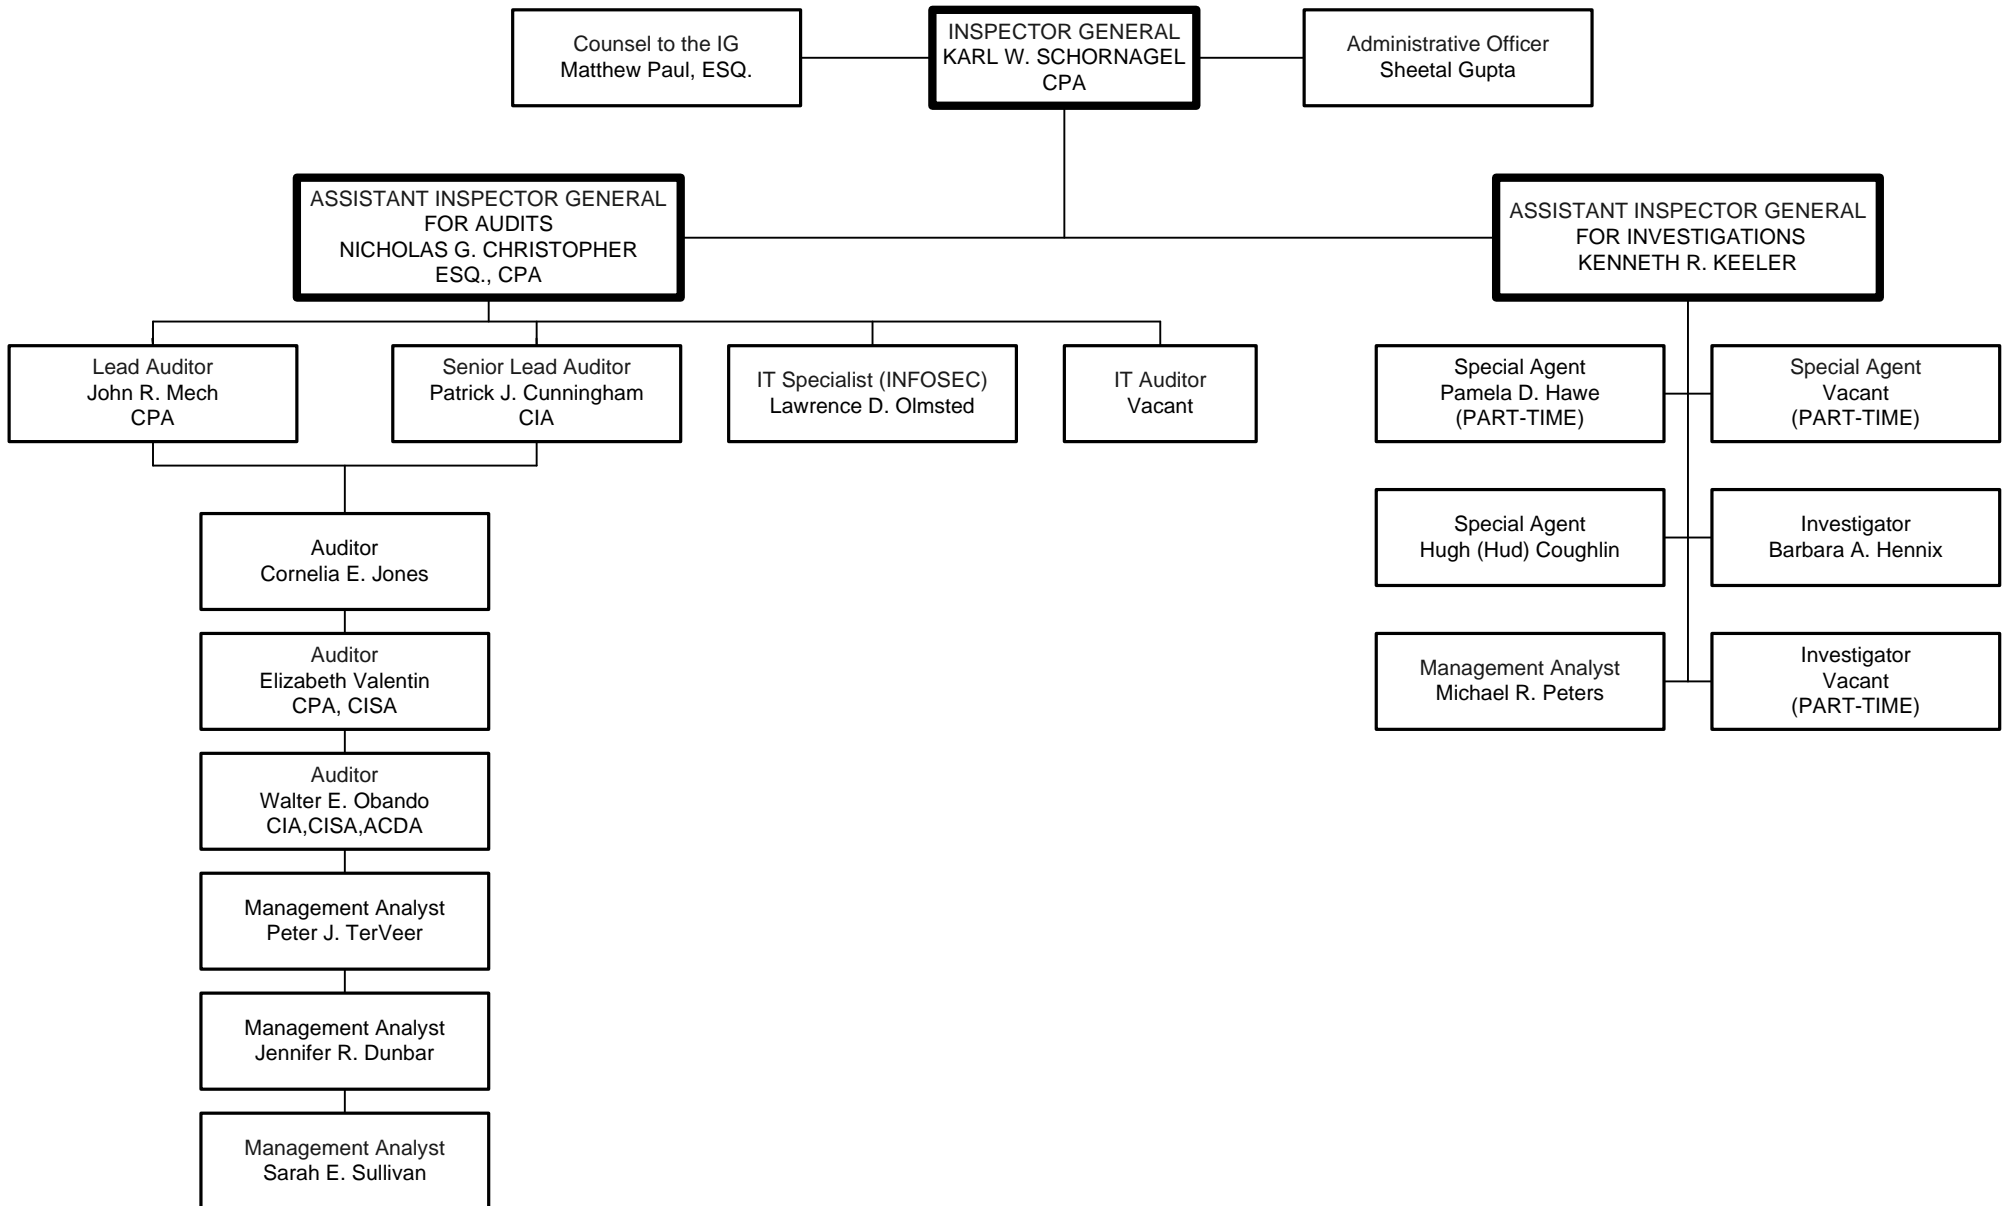 Counsel to the IG
Matthew Paul, ESQ.
INSPECTOR GENERAL
KARL W. SCHORNAGEL
CPA
Administrative Officer
Sheetal Gupta
ASSISTANT INSPECTOR GENERAL
FOR AUDITS
NICHOLAS G. CHRISTOPHER
ESQ., CPA
ASSISTANT INSPECTOR GENERAL
FOR INVESTIGATIONS
KENNETH R. KEELER
Lead Auditor
John R. Mech
CPA
Senior Lead Auditor
Patrick J. Cunningham
CIA
IT Specialist (INFOSEC)
Lawrence D. Olmsted
IT Auditor
Vacant
Special Agent
Pamela D. Hawe
(PART-TIME)
Special Agent
Vacant
(PART-TIME)
Auditor
Cornelia E. Jones
Special Agent
Hugh (Hud) Coughlin
Investigator
Barbara A. Hennix
Auditor
Elizabeth Valentin
CPA, CISA
Management Analyst
Michael R. Peters
Investigator
Vacant
(PART-TIME)
Auditor
Walter E. Obando
CIA,CISA,ACDA
Management Analyst
Peter J. TerVeer
Management Analyst
Jennifer R. Dunbar
Management Analyst
Sarah E. Sullivan